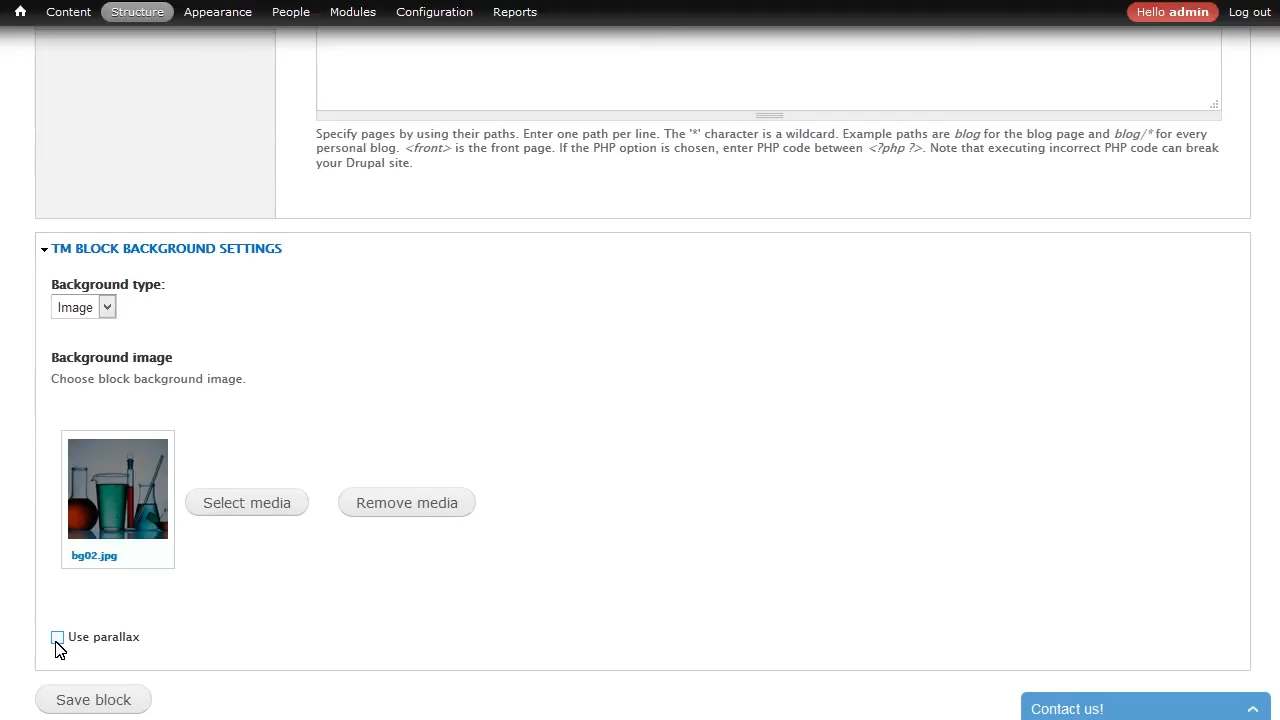 Content Structure Appearance People Modules Configuration Reports Hello admin Log out
Specify pages by using their paths. Enter one path per line. The '*' character is a wildcard. Example paths are blog for the blog page and blog/* for every
personal blog. <front> is the front page. If the PHP option is chosen, enter PHP code between <?php ?>. Note that executing incorrect PHP code can break
your Drupal site.
TM BLOCK BACKGROUND SETTINGS
Background type:
Image
Background image
Choose block background image.
Select media Remove media
bg02.jpg
Use parallax
Save block
Contact us!